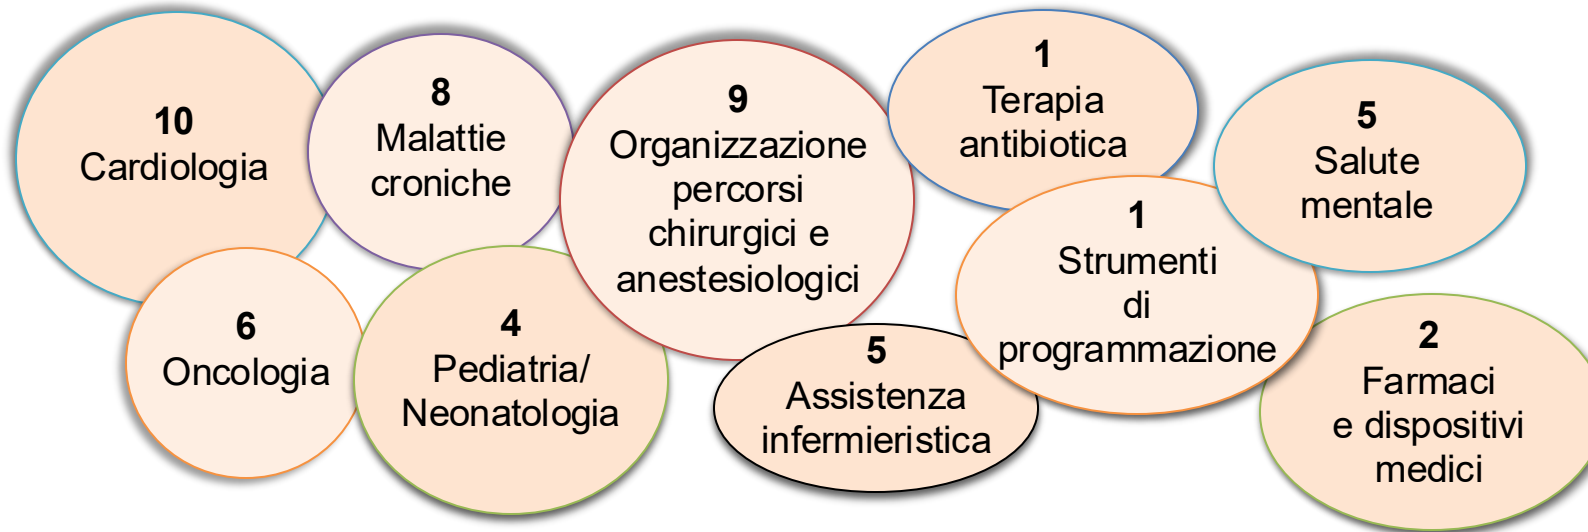 10
Cardiologia
8
Malattie
croniche
9
Organizzazione
percorsi
chirurgici e
anestesiologici
1
Terapia
antibiotica
5
Salute
mentale
6
Oncologia
4
Pediatria/
Neonatologia
5
Assistenza
infermieristica
1
Strumenti
di
programmazione
2
Farmaci
e dispositivi
medici